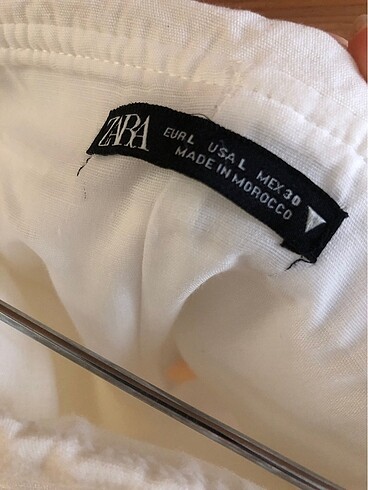 ZARA
EUR L USA L MEX 30
MADE IN MOROCCO